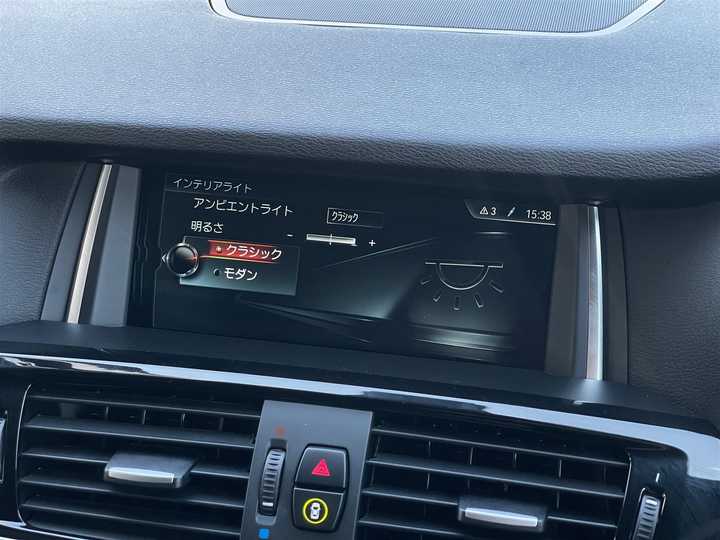 インテリアライト
アンビエントライト クラシック
3 15:38
明るさ - +
クラシック
モダン